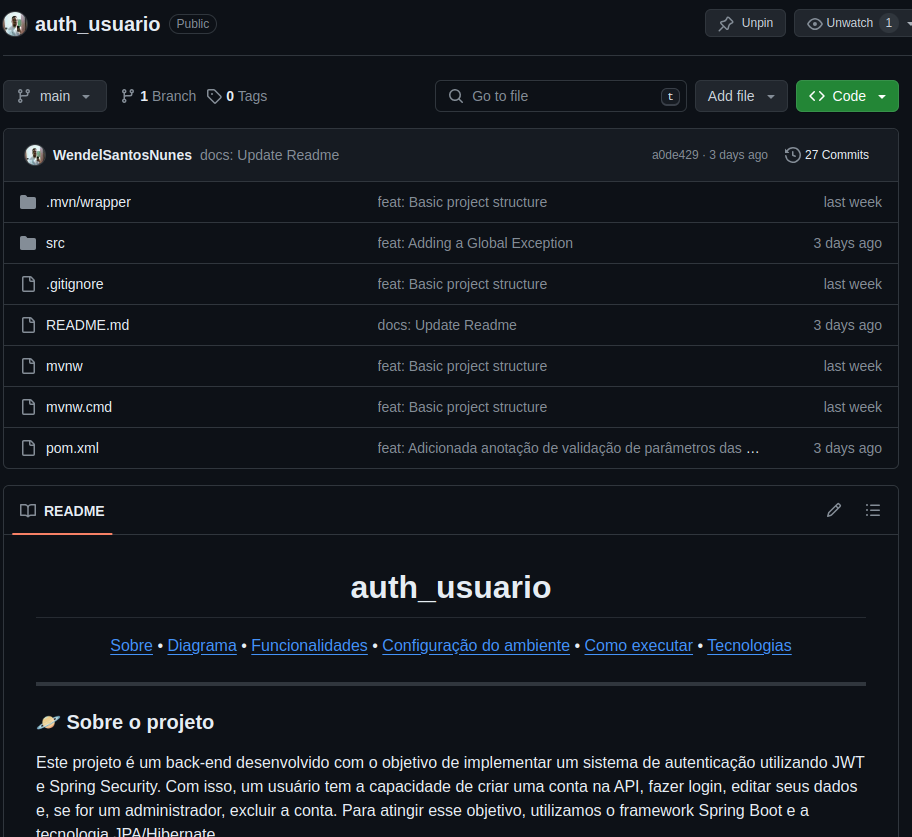 auth_usuario Public Unpin Unwatch 1
main 1 Branch 0 Tags Go to file t Add file Code
WendelSantosNunes docs: Update Readme a0de429 · 3 days ago 27 Commits
.mvn/wrapper feat: Basic project structure last week
src feat: Adding a Global Exception 3 days ago
.gitignore feat: Basic project structure last week
README.md docs: Update Readme 3 days ago
mvnw feat: Basic project structure last week
mvnw.cmd feat: Basic project structure last week
pom.xml feat: Adicionada anotação de validação de parâmetros das … 3 days ago
README
auth_usuario
Sobre • Diagrama • Funcionalidades • Configuração do ambiente • Como executar • Tecnologias
🪐 Sobre o projeto
Este projeto é um back-end desenvolvido com o objetivo de implementar um sistema de autenticação utilizando JWT
e Spring Security. Com isso, um usuário tem a capacidade de criar uma conta na API, fazer login, editar seus dados
e, se for um administrador, excluir a conta. Para atingir esse objetivo, utilizamos o framework Spring Boot e a
tecnologia JPA/Hibernate.